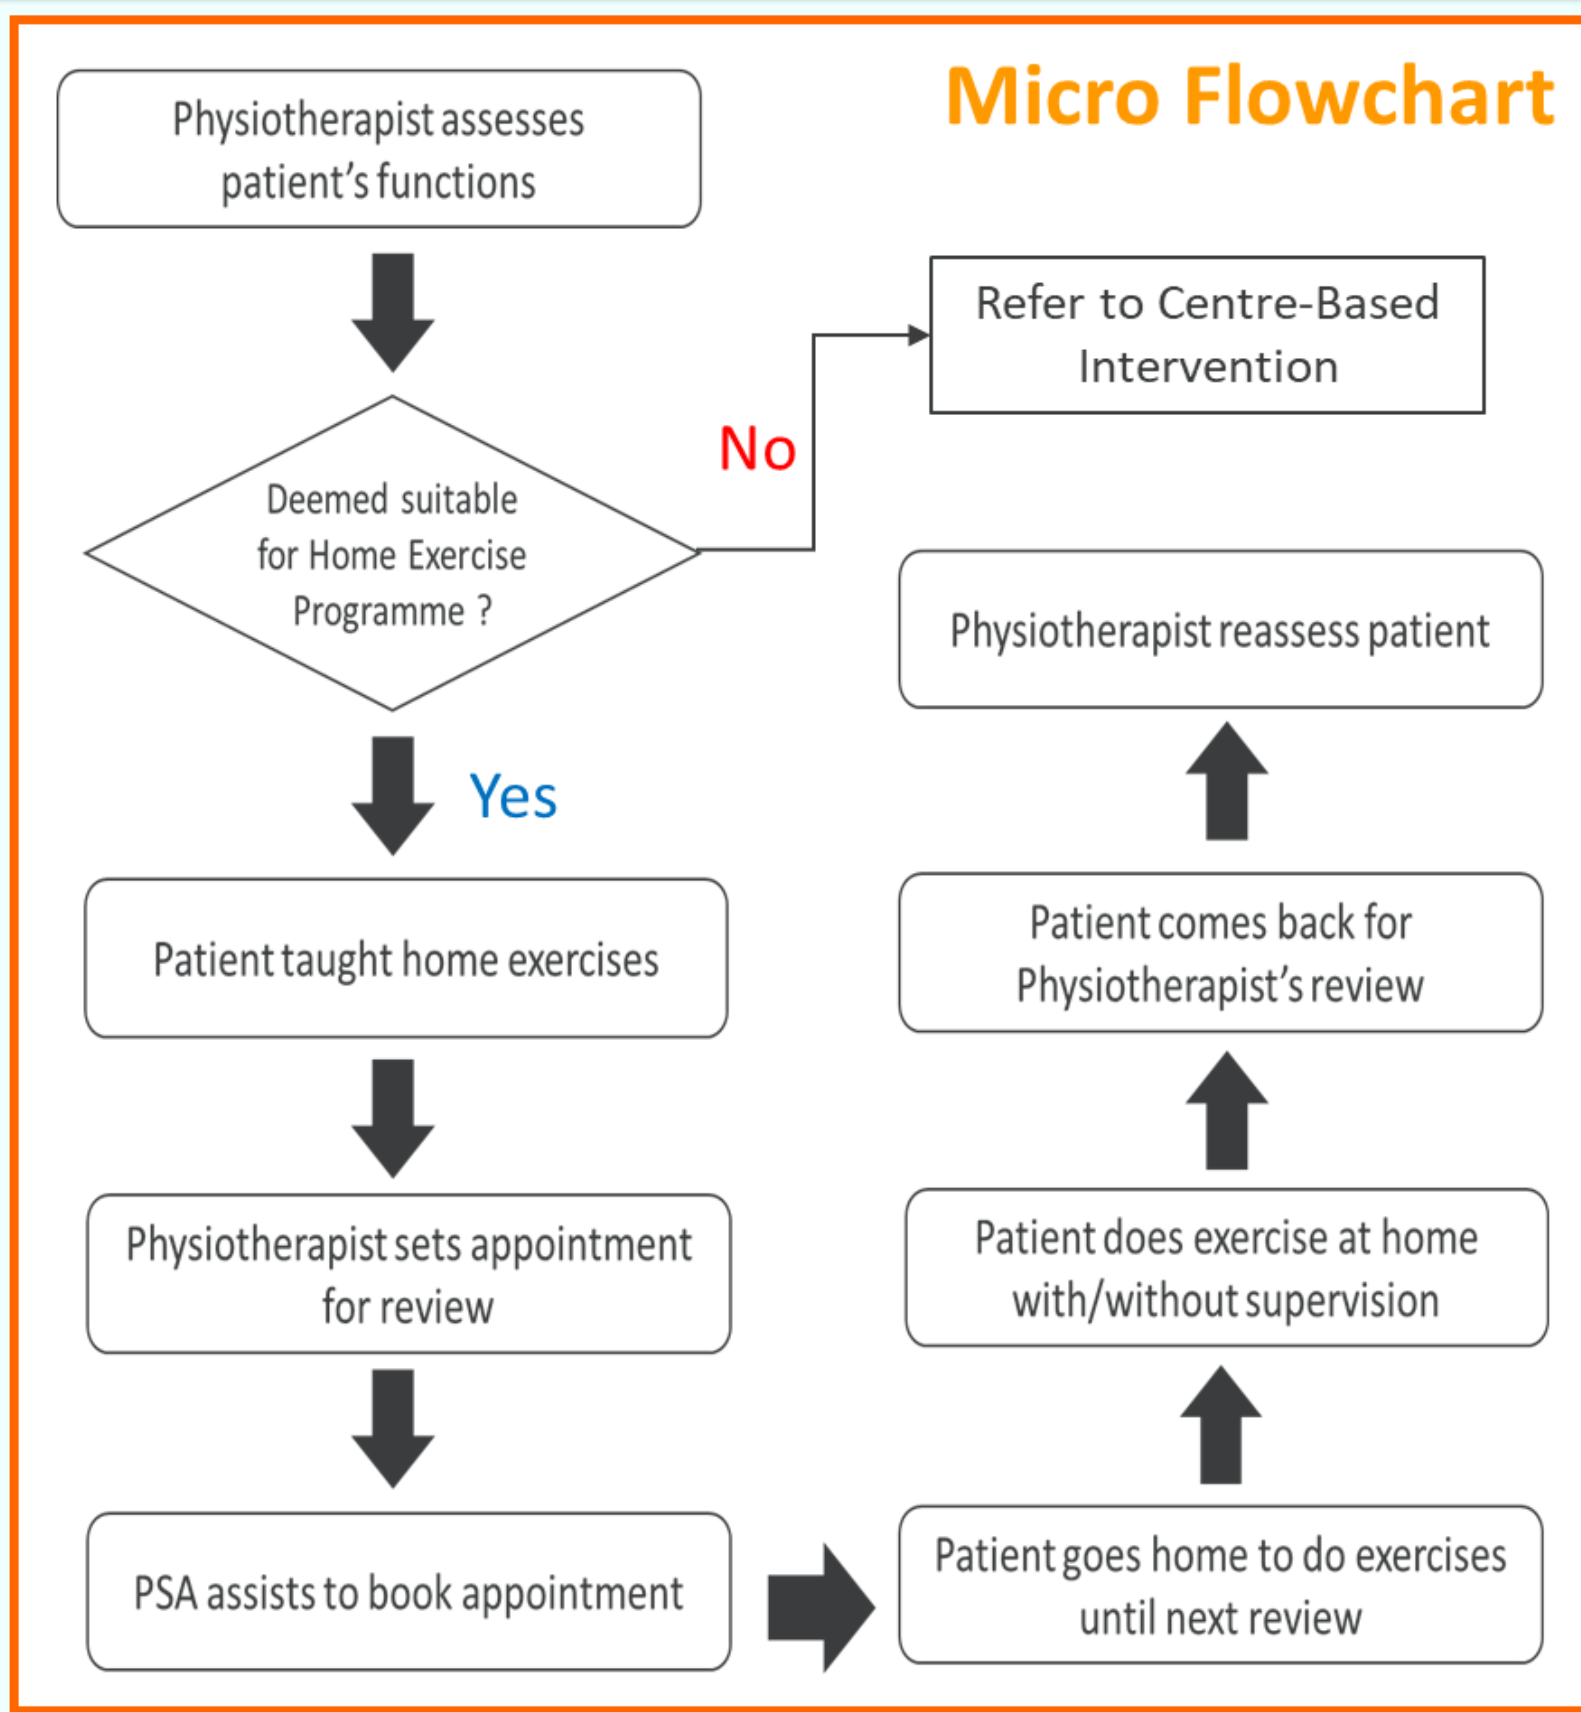 Micro Flowchart
Physiotherapist assesses
patient's functions
Deemed suitable
for Home Exercise
Programme ?
No
Refer to Centre-Based
Intervention
Yes
Patient taught home exercises
Physiotherapist sets appointment
for review
PSA assists to book appointment
Patient goes home to do exercises
until next review
Patient does exercise at home
with/without supervision
Patient comes back for
Physiotherapist's review
Physiotherapist reassess patient